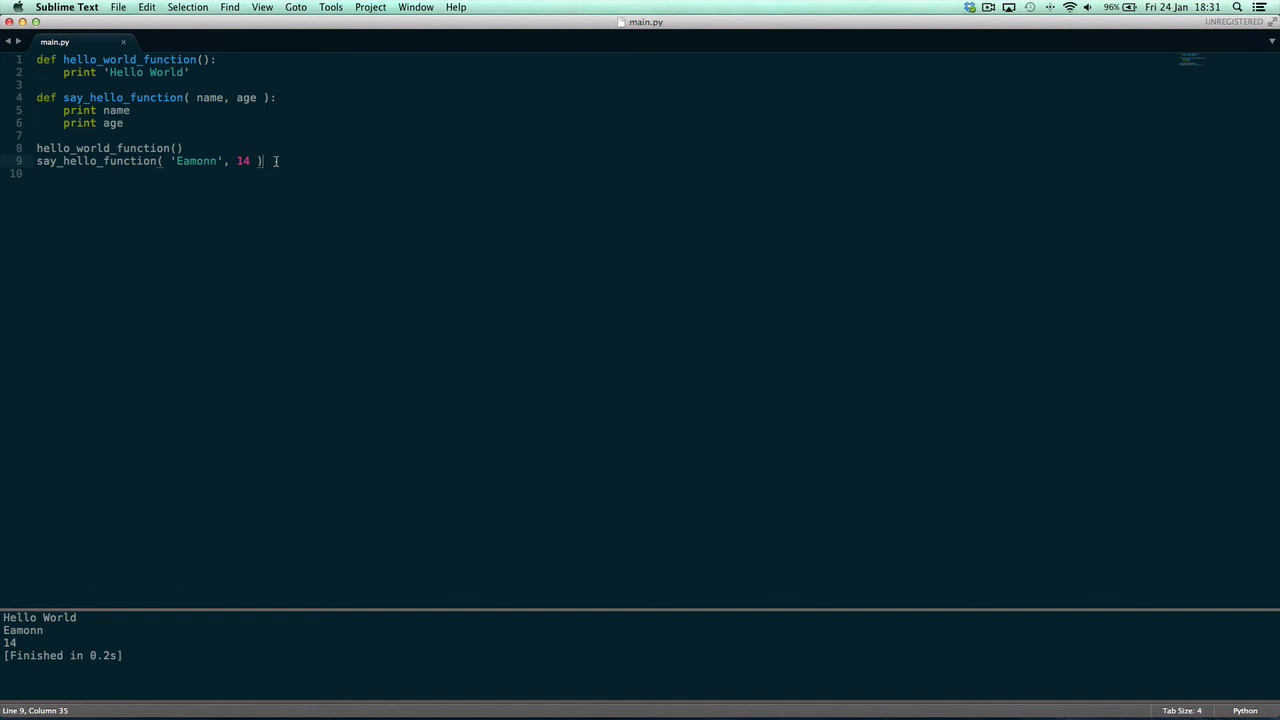 Sublime Text File Edit Selection Find View Goto Tools Project Window Help 96% Fri 24 Jan 18:31
main.py UNREGISTERED
main.py ×
1 def hello_world_function():
2     print 'Hello World'
3
4 def say_hello_function( name, age ):
5     print name
6     print age
7
8 hello_world_function()
9 say_hello_function( 'Eamonn', 14 )
10
Hello World
Eamonn
14
[Finished in 0.2s]
Line 9, Column 35 Tab Size: 4 Python